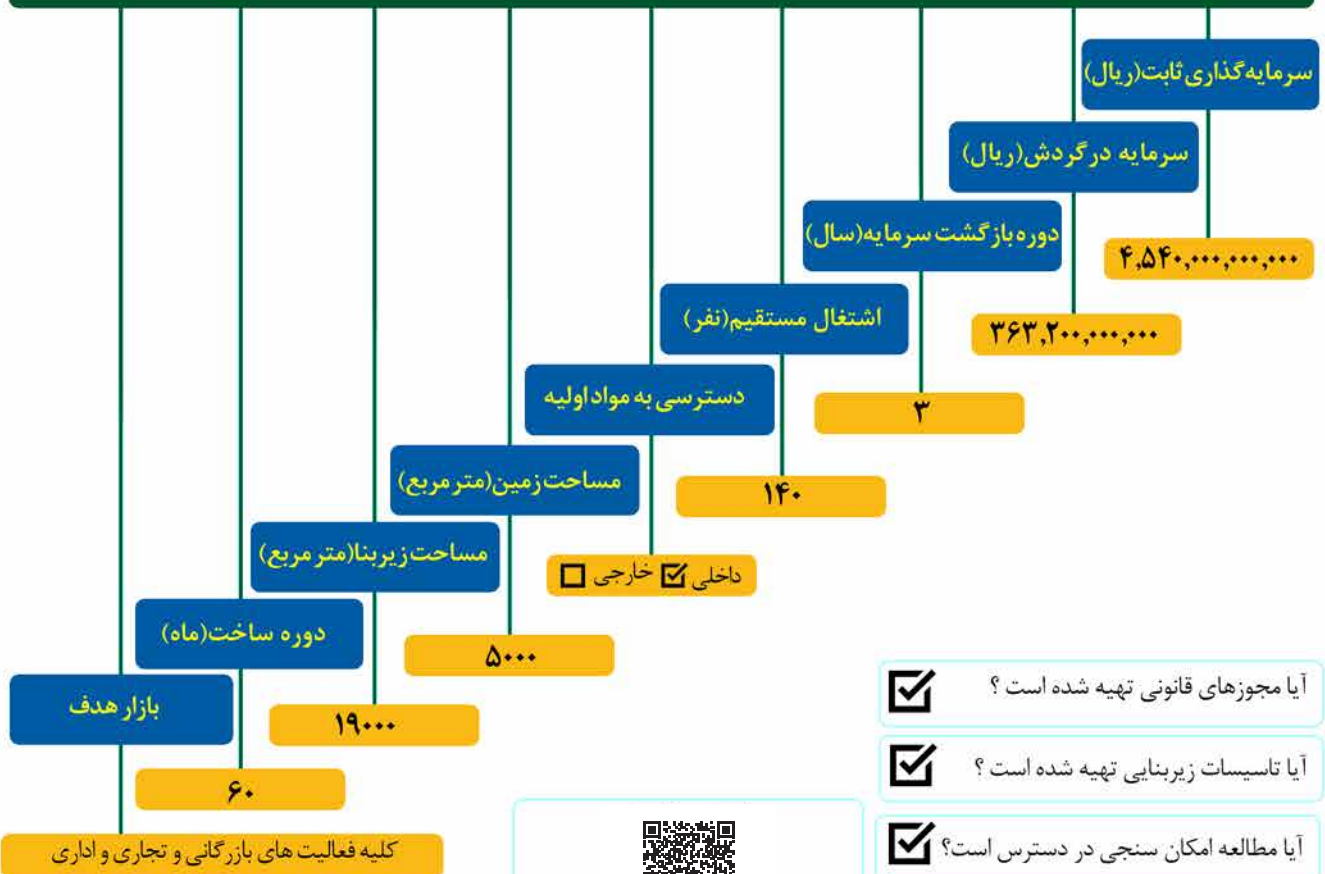 سرمایه گذاری ثابت(ریال)
۴,۵۴۰,۰۰۰,۰۰۰,۰۰۰
سرمایه در گردش(ریال)
۳۶۳,۲۰۰,۰۰۰,۰۰۰
دوره بازگشت سرمایه(سال)
۳
اشتغال مستقیم(نفر)
۱۴۰
دسترسی به مواد اولیه
داخلی ☑ خارجی ☐
مساحت زمین(متر مربع)
۵۰۰۰
مساحت زیربنا(متر مربع)
۱۹۰۰۰
دوره ساخت(ماه)
۶۰
بازار هدف
کلیه فعالیت های بازرگانی و تجاری و اداری
آیا مجوزهای قانونی تهیه شده است ؟ ☑
آیا تاسیسات زیربنایی تهیه شده است ؟ ☑
آیا مطالعه امکان سنجی در دسترس است؟ ☑